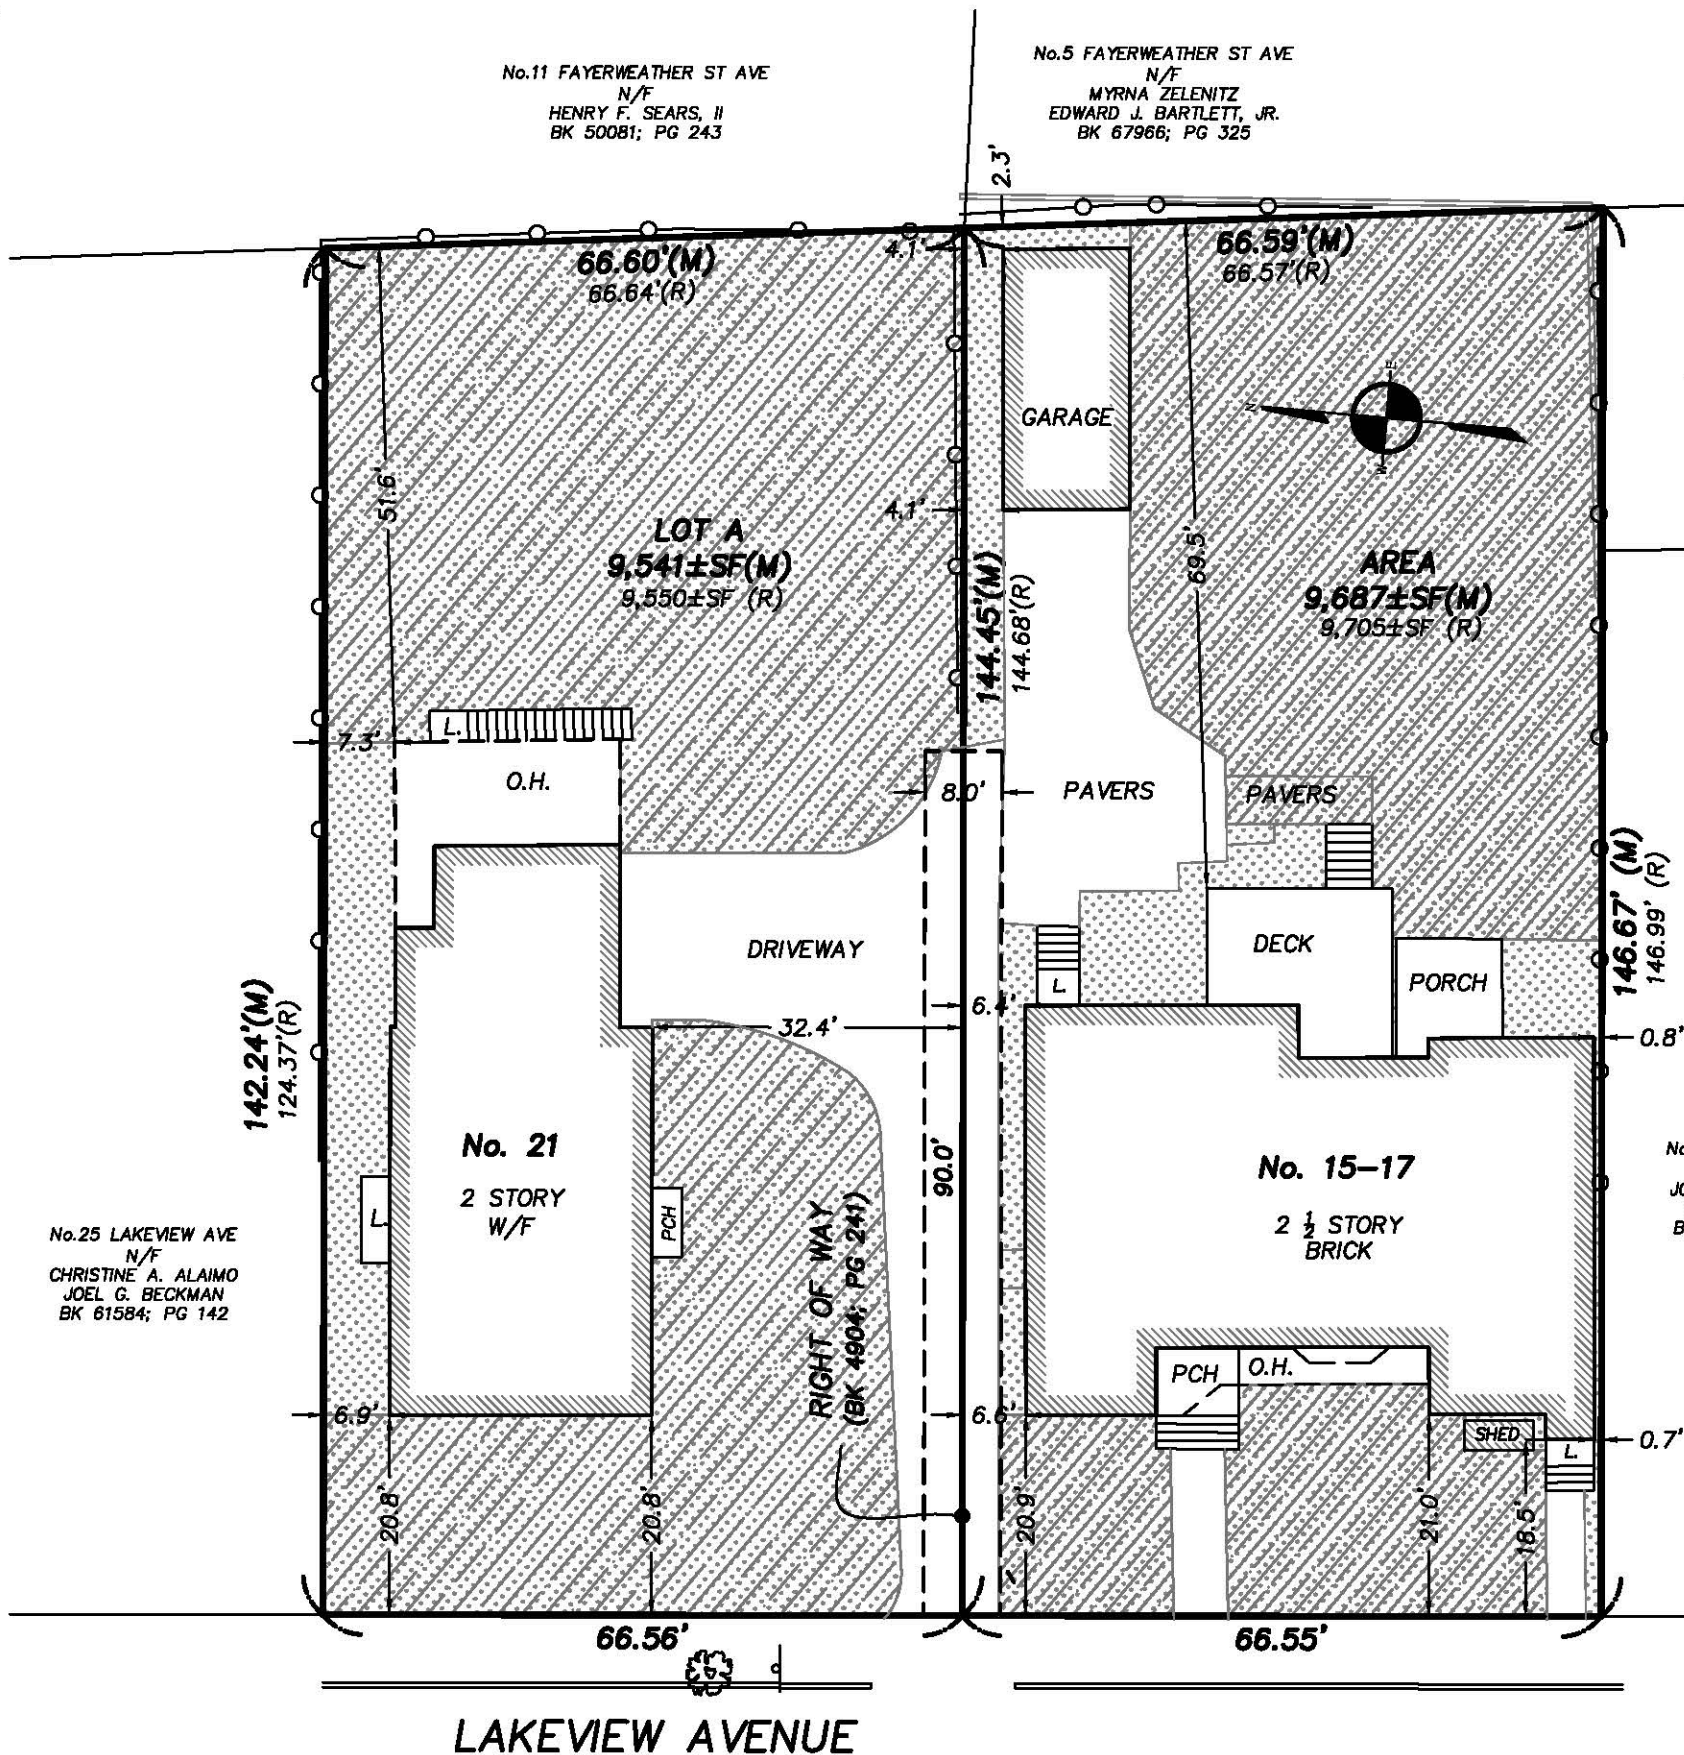 No.11 FAYERWEATHER ST AVE
N/F
HENRY F. SEARS, II
BK 50081; PG 243
No.5 FAYERWEATHER ST AVE
N/F
MYRNA ZELENITZ
EDWARD J. BARTLETT, JR.
BK 67966; PG 325
2.3'
66.60'(M)
66.64'(R)
4.1'
66.59'(M)
66.57'(R)
GARAGE
N
E
W
51.6'
4.1'
69.5'
LOT A
9,541±SF(M)
9,550±SF (R)
144.45'(M)
144.68'(R)
AREA
9,687±SF(M)
9,705±SF (R)
L.
7.3'
O.H.
8.0'
PAVERS
PAVERS
146.67' (M)
146.99' (R)
DRIVEWAY
DECK
PORCH
L.
6.4'
32.4'
0.8'
142.24'(M)
124.37'(R)
No. 21
2 STORY
W/F
L.
PCH
90.0'
RIGHT OF WAY
(BK 4904; PG 241)
No. 15-17
2 1/2 STORY
BRICK
No
JO
B
No.25 LAKEVIEW AVE
N/F
CHRISTINE A. ALAIMO
JOEL G. BECKMAN
BK 61584; PG 142
PCH
O.H.
6.9'
6.6'
SHED
L.
0.7'
20.8'
20.8'
20.9'
21.0'
18.5'
66.56'
66.55'
LAKEVIEW AVENUE